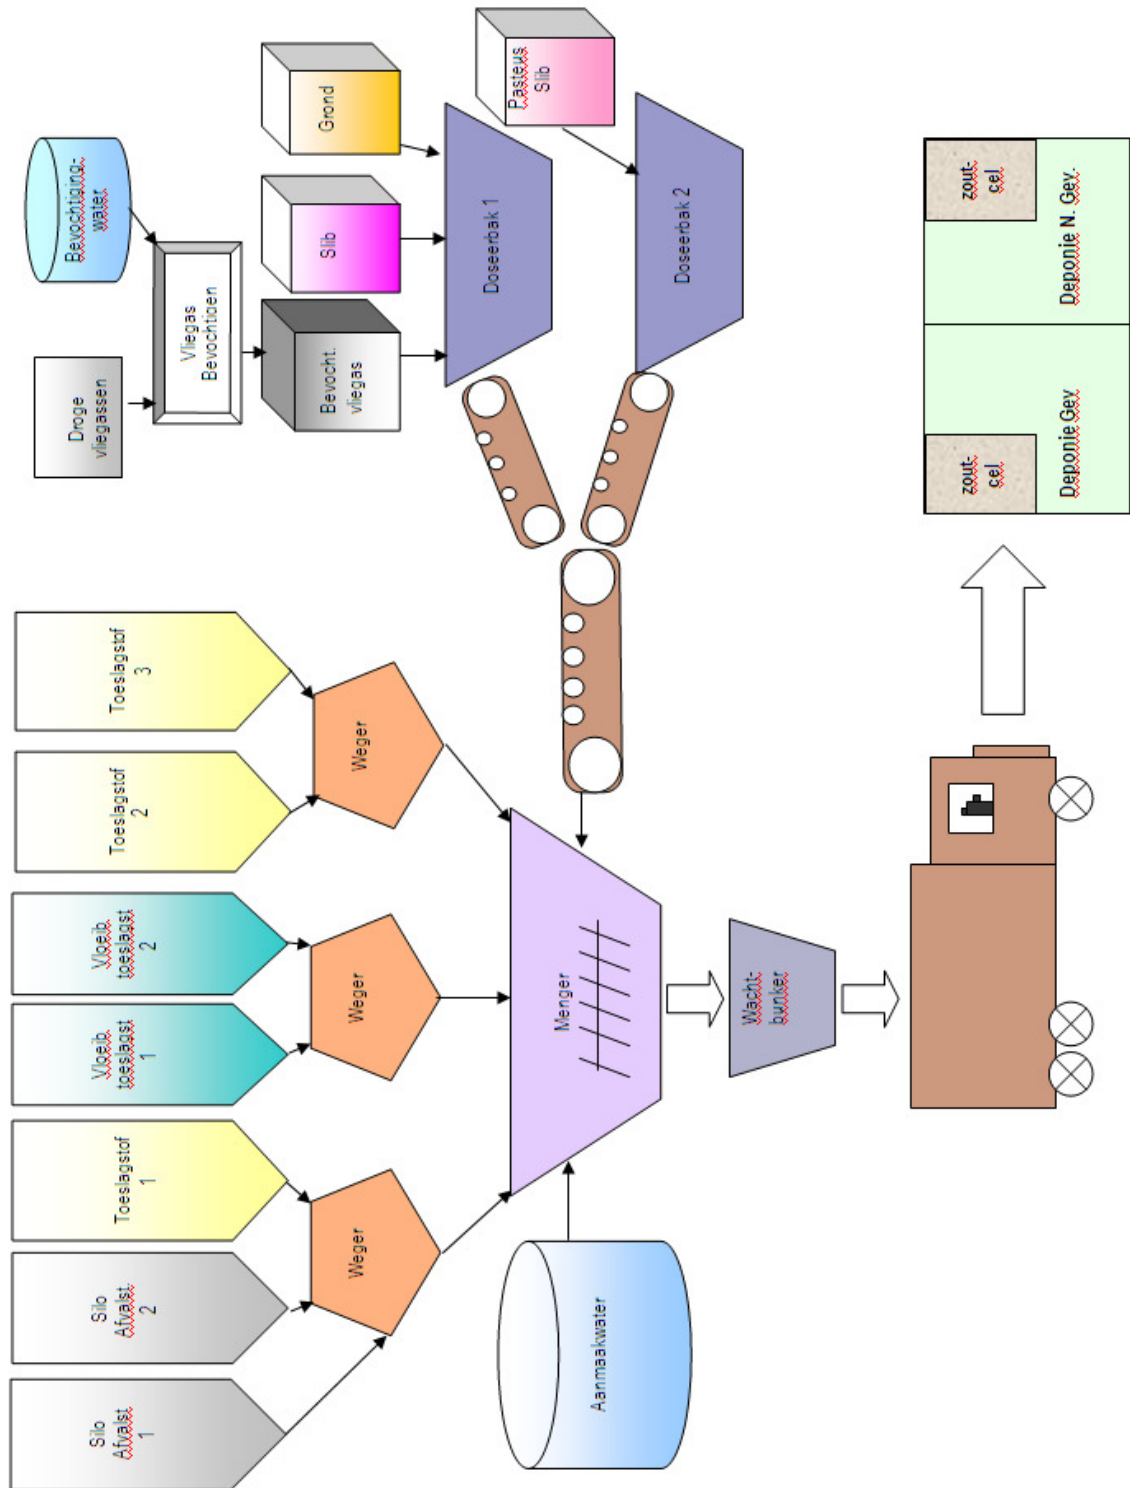 Silo
Afvalst.
1
Silo
Afvalst.
2
Toeslagstof
1
Vloeib
toeslagst
1
Vloeib
toeslagst
2
Toeslagstof
2
Toeslagstof
3
Droge
vliegassen
Bevochtiging-
water
Vliegas
Bevochtigen
Bevocht.
vliegas
Slib
Grond
Pasteus
Slib
Weger
Weger
Weger
Doseerbak 1
Doseerbak 2
Aanmaakwater
Menger
Wacht-
bunker
zout-
cel
Deponie Gev
zout-
cel
Deponie N. Gev.